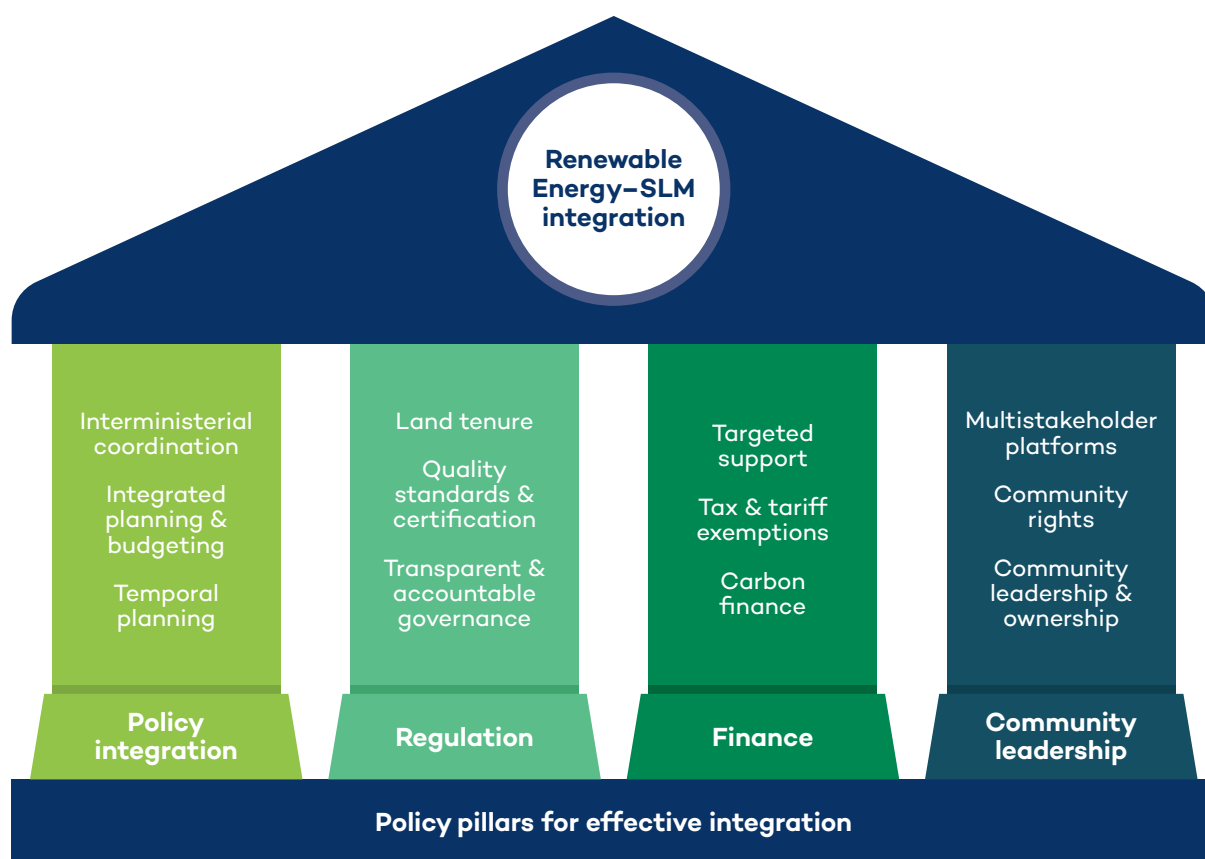 Renewable
Energy–SLM
integration
Interministerial
coordination
Integrated
planning &
budgeting
Temporal
planning
Policy
integration
Land tenure
Quality
standards &
certification
Transparent &
accountable
governance
Regulation
Targeted
support
Tax & tariff
exemptions
Carbon
finance
Finance
Multistakeholder
platforms
Community
rights
Community
leadership &
ownership
Community
leadership
Policy pillars for effective integration